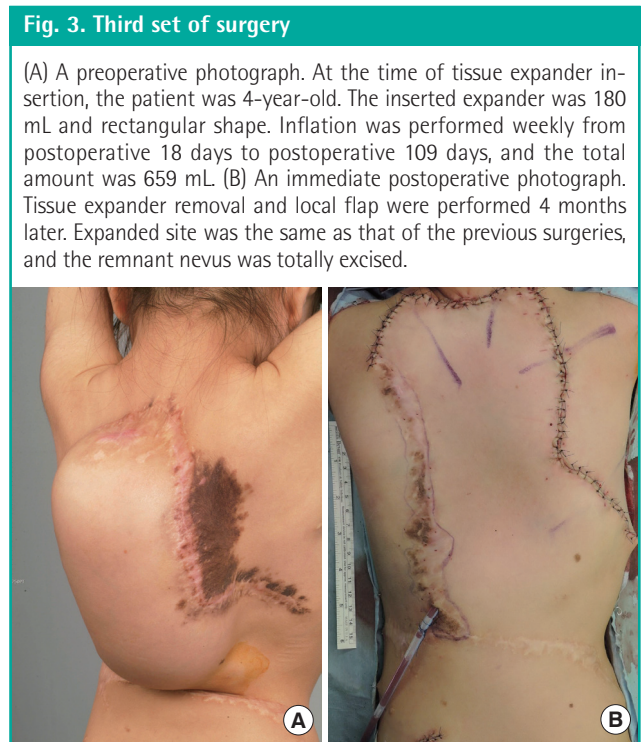 Fig. 3. Third set of surgery
(A) A preoperative photograph. At the time of tissue expander in-
sertion, the patient was 4-year-old. The inserted expander was 180
mL and rectangular shape. Inflation was performed weekly from
postoperative 18 days to postoperative 109 days, and the total
amount was 659 mL. (B) An immediate postoperative photograph.
Tissue expander removal and local flap were performed 4 months
later. Expanded site was the same as that of the previous surgeries,
and the remnant nevus was totally excised.
A
B